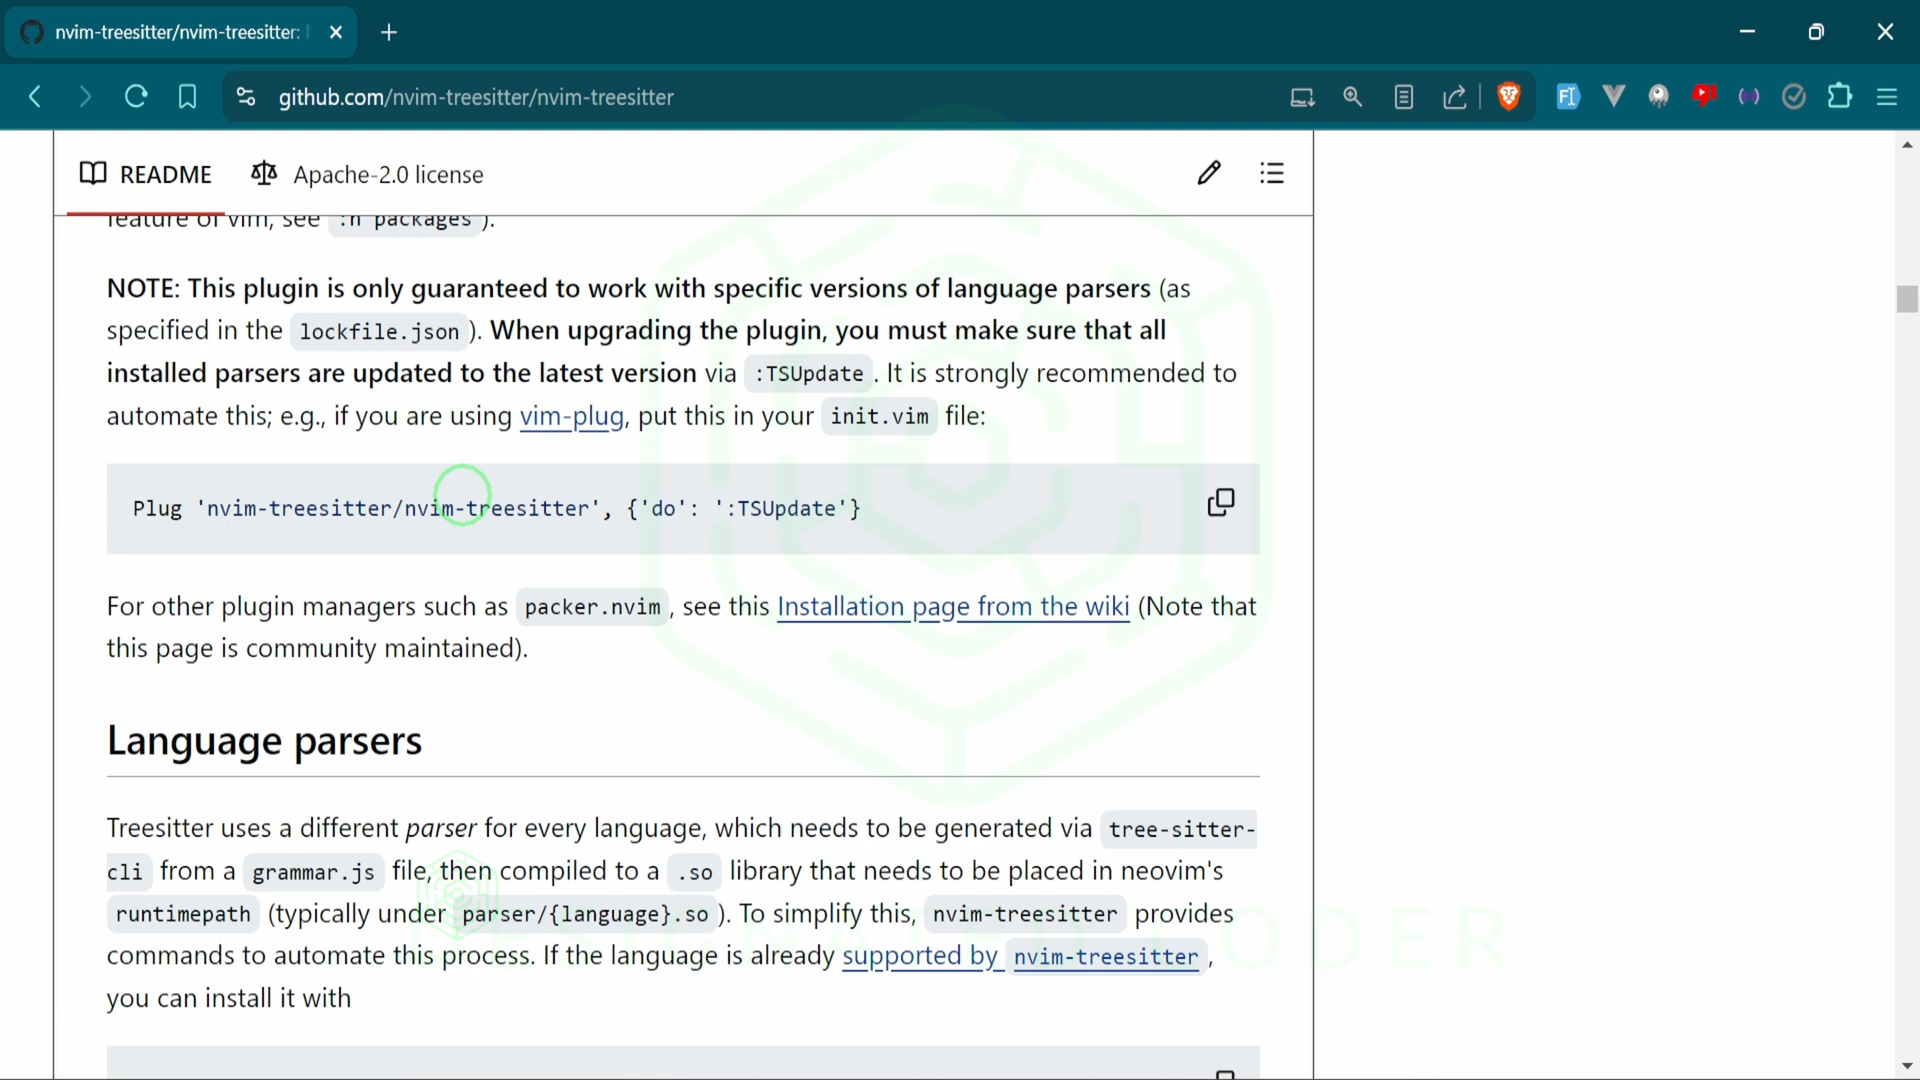 nvim-treesitter/nvim-treesitter:
github.com/nvim-treesitter/nvim-treesitter
README
Apache-2.0 license
feature of vim, see :h packages ).
NOTE: This plugin is only guaranteed to work with specific versions of language parsers (as
specified in the lockfile.json ). When upgrading the plugin, you must make sure that all
installed parsers are updated to the latest version via :TSUpdate . It is strongly recommended to
automate this; e.g., if you are using vim-plug, put this in your init.vim file:
Plug 'nvim-treesitter/nvim-treesitter', {'do': ':TSUpdate'}
For other plugin managers such as packer.nvim , see this Installation page from the wiki (Note that
this page is community maintained).
Language parsers
Treesitter uses a different parser for every language, which needs to be generated via tree-sitter-
cli from a grammar.js file, then compiled to a .so library that needs to be placed in neovim's
runtimepath (typically under parser/{language}.so ). To simplify this, nvim-treesitter provides
commands to automate this process. If the language is already supported by nvim-treesitter ,
you can install it with